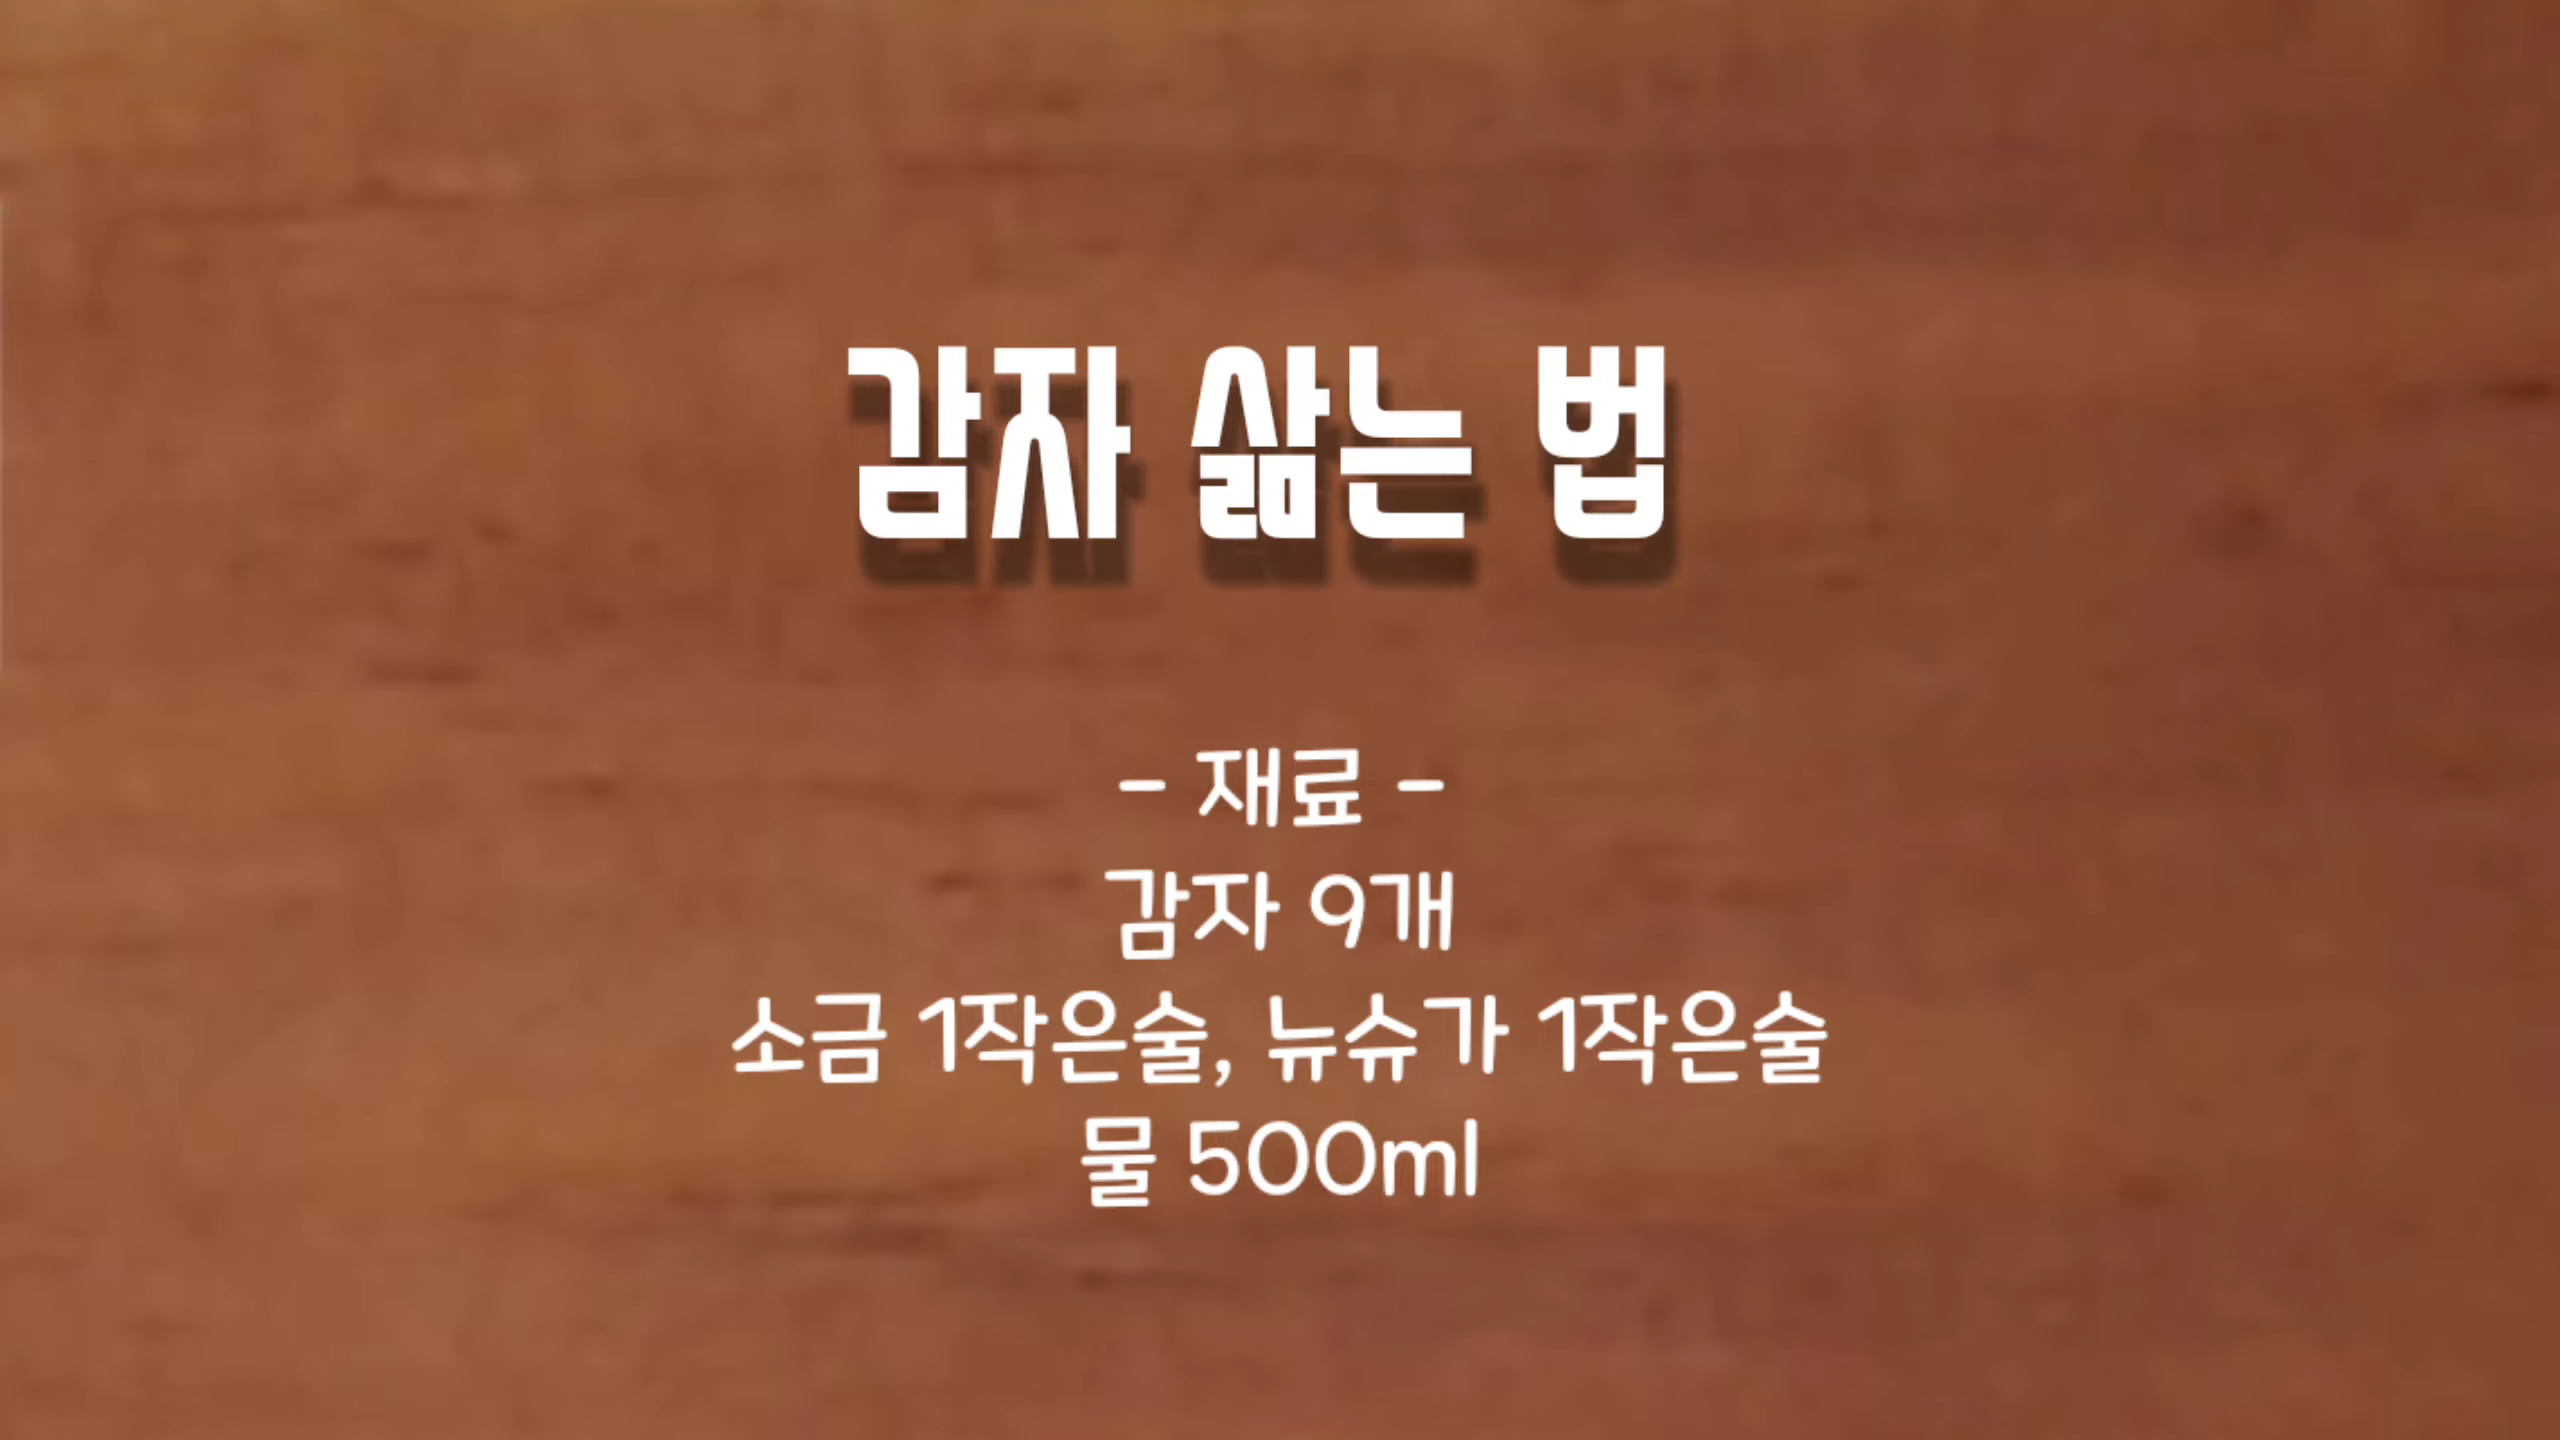 감자 삶는 법
- 재료 -
감자 9개
소금 1작은술, 뉴슈가 1작은술
물 500ml